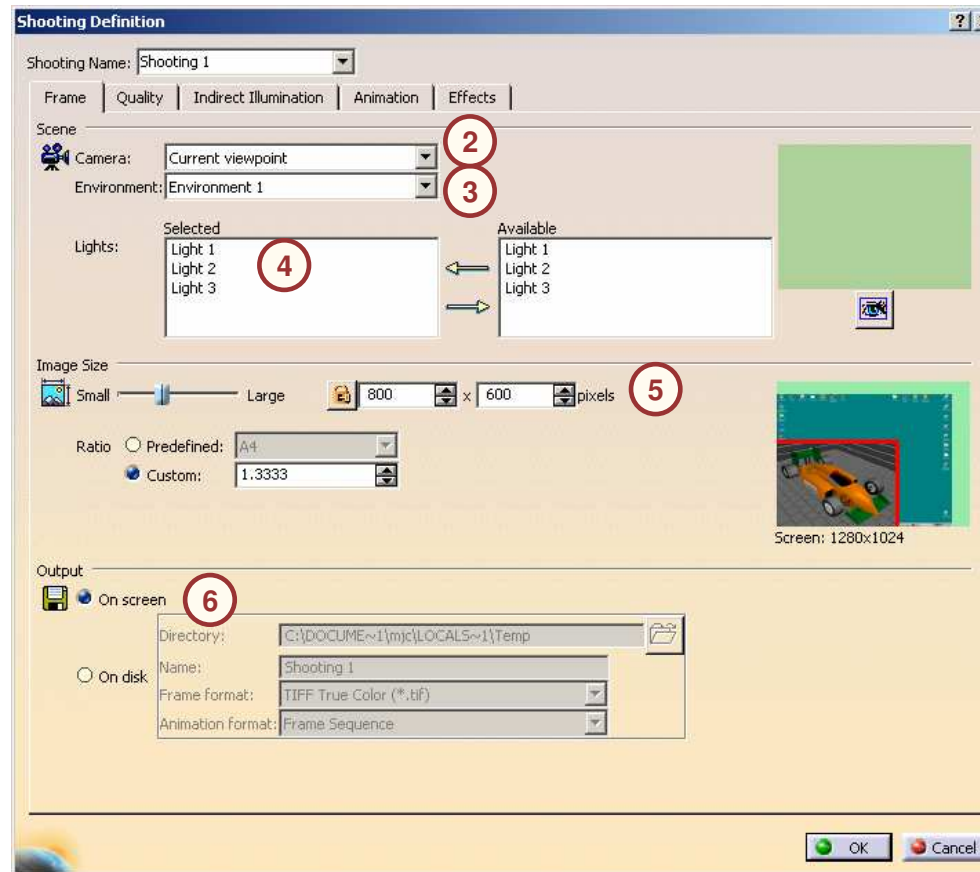 Shooting Definition
?
Shooting Name: Shooting 1
Frame Quality Indirect Illumination Animation Effects
Scene
Camera: Current viewpoint 2
Environment: Environment 1 3
Selected Available
Lights: Light 1 Light 1
Light 2 4 Light 2
Light 3 Light 3
Image Size
Small Large 800 x 600 pixels 5
Ratio Predefined: A4
Custom: 1.3333
Screen: 1280x1024
Output
On screen 6
Directory: C:\DOCUME~1\mjc\LOCALS~1\Temp
On disk Name: Shooting 1
Frame format: TIFF True Color (*.tif)
Animation format: Frame Sequence
OK Cancel